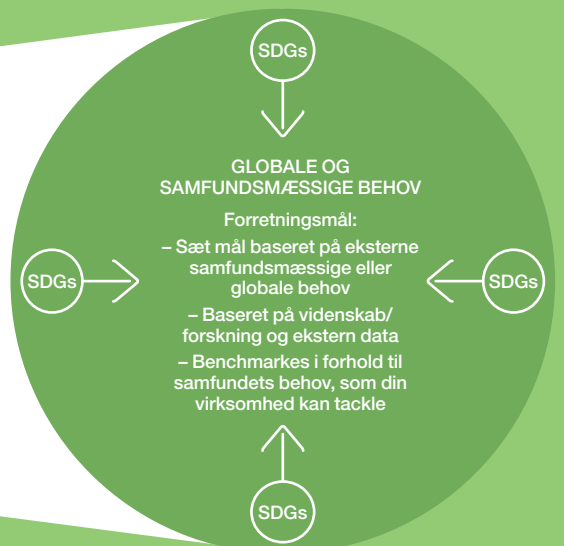 SDGs
GLOBALE OG
SAMFUNDSMÆSSIGE BEHOV
Forretningsmål:
– Sæt mål baseret på eksterne
samfundsmæssige eller
globale behov
– Baseret på videnskab/
forskning og ekstern data
– Benchmarkes i forhold til
samfundets behov, som din
virksomhed kan tackle
SDGs
SDGs
SDGs